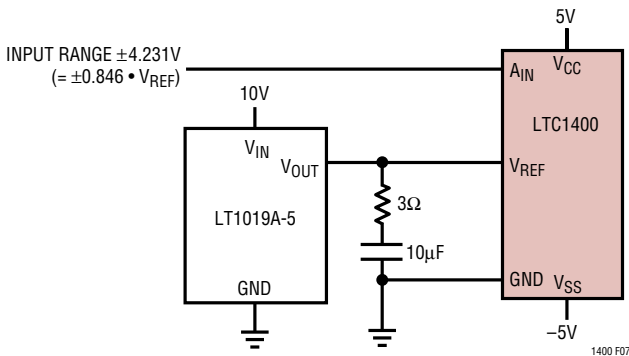 5V
INPUT RANGE ±4.231V
(= ±0.846 • VREF)
AIN
VCC
10V
LTC1400
VIN
VOUT
VREF
3Ω
LT1019A-5
10µF
GND
GND
VSS
–5V
1400 F07